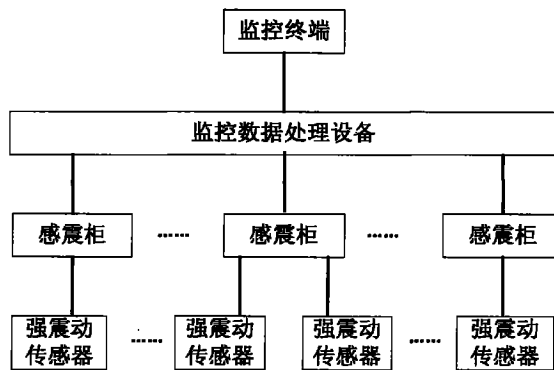 监控终端
监控数据处理设备
感震柜 ······ 感震柜 ······ 感震柜
强震动 强震动 强震动 强震动
传感器 ······ 传感器 传感器 ······ 传感器